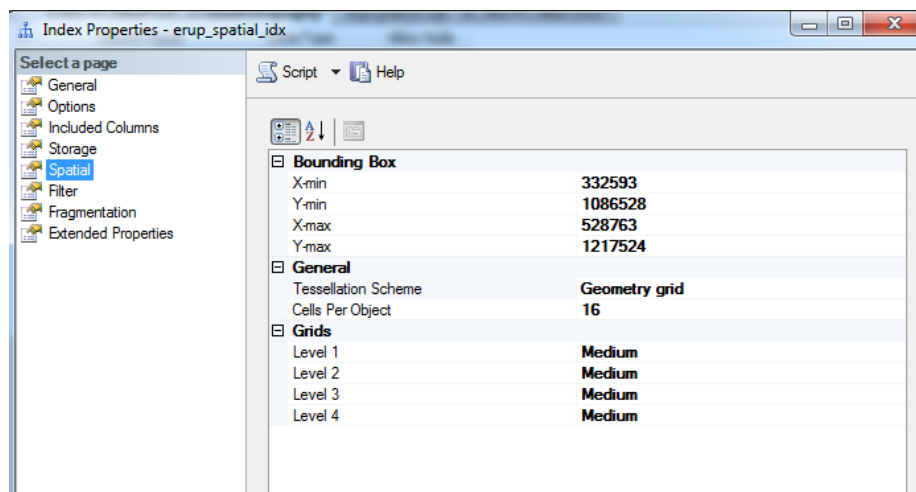 Index Properties - erup_spatial_idx
Select a page
General
Options
Included Columns
Storage
Spatial
Filter
Fragmentation
Extended Properties
Script Help
Bounding Box
X-min 332593
Y-min 1086528
X-max 528763
Y-max 1217524
General
Tessellation Scheme Geometry grid
Cells Per Object 16
Grids
Level 1 Medium
Level 2 Medium
Level 3 Medium
Level 4 Medium